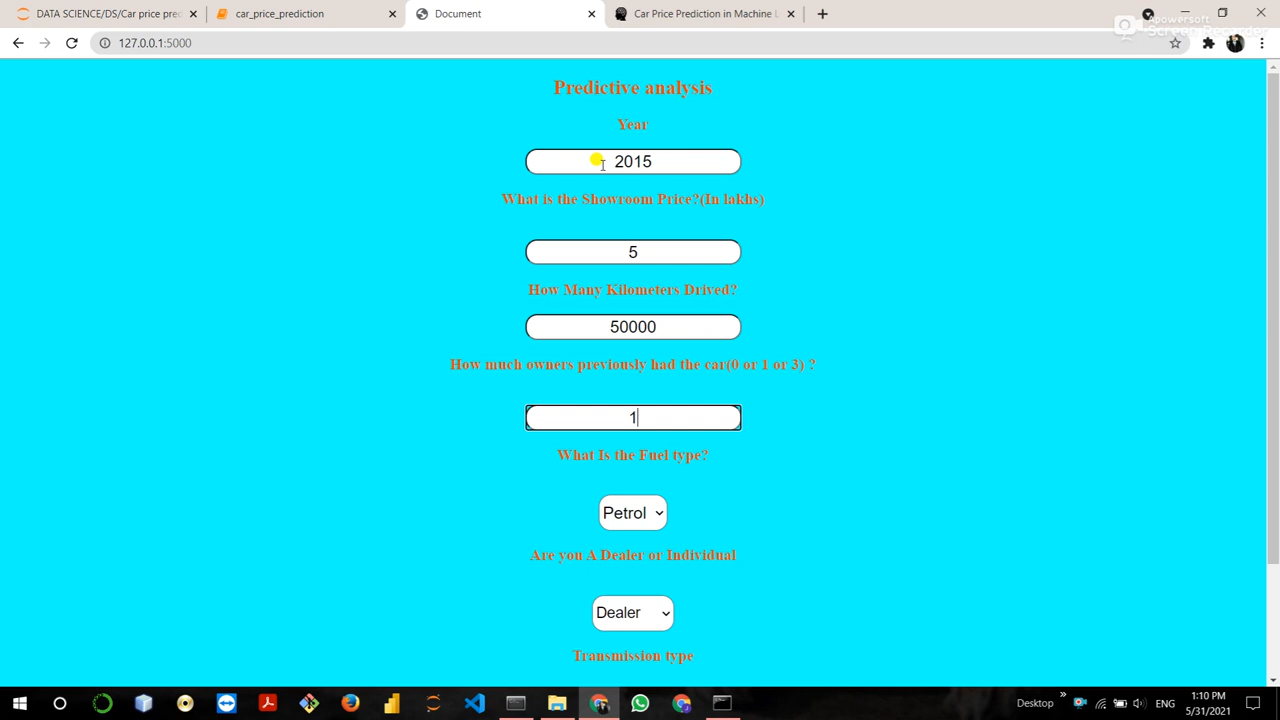 DATA SCIENCE/DS/Car price pred
car_price_prediction
Document
Car Price Prediction in Machine L
127.0.0.1:5000
Apowersoft
Screen Recorder
Predictive analysis
Year
2015
What is the Showroom Price?(In lakhs)
5
How Many Kilometers Drived?
50000
How much owners previously had the car(0 or 1 or 3) ?
1
What Is the Fuel type?
Petrol
Are you A Dealer or Individual
Dealer
Transmission type
Desktop
ENG
1:10 PM
5/31/2021